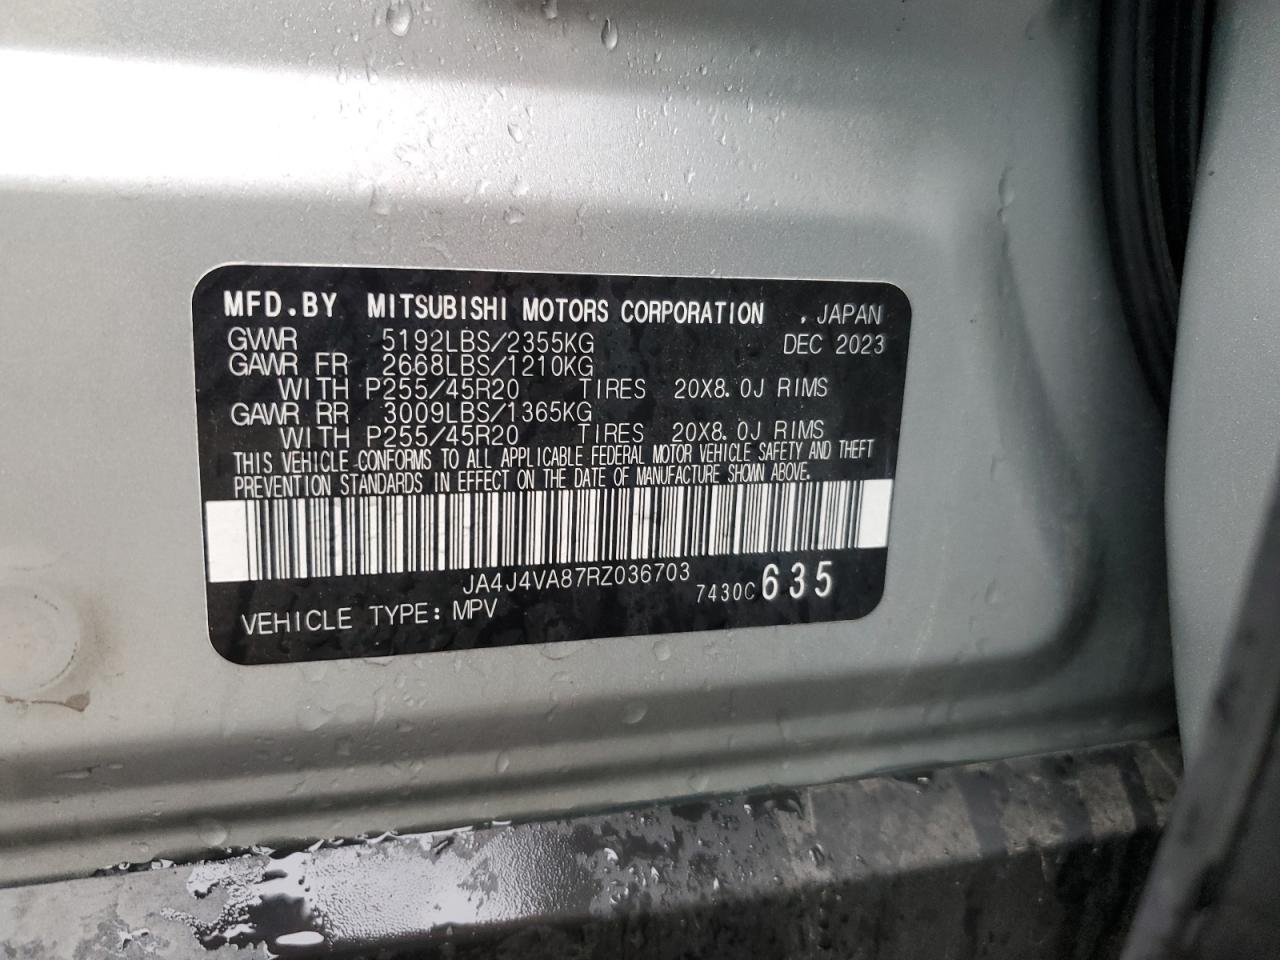 MFD.BY MITSUBISHI MOTORS CORPORATION , JAPAN
GVWR 5192LBS/2355KG DEC 2023
GAWR FR 2668LBS/1210KG
WITH P255/45R20 TIRES 20X8.0J RIMS
GAWR RR 3009LBS/1365KG
WITH P255/45R20 TIRES 20X8.0J RIMS
THIS VEHICLE CONFORMS TO ALL APPLICABLE FEDERAL MOTOR VEHICLE SAFETY AND THEFT
PREVENTION STANDARDS IN EFFECT ON THE DATE OF MANUFACTURE SHOWN ABOVE.
JA4J4VA87RZ036703
7430C 635
VEHICLE TYPE: MPV